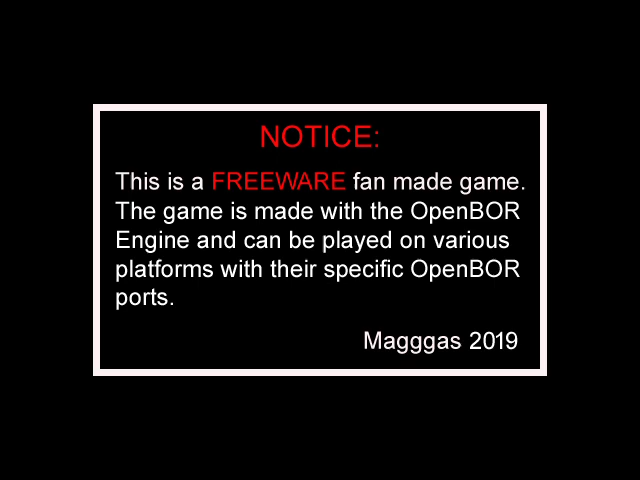 NOTICE:
This is a FREEWARE fan made game.
The game is made with the OpenBOR
Engine and can be played on various
platforms with their specific OpenBOR
ports.
Magggas 2019